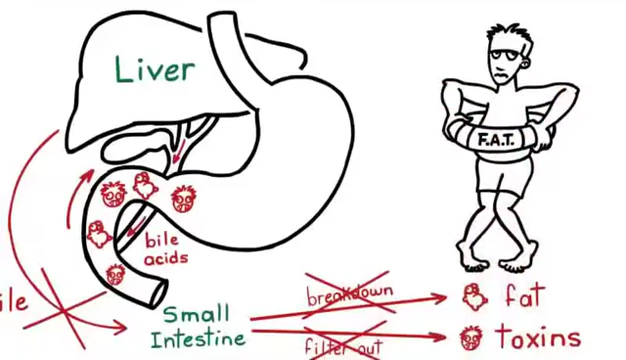 Liver
F.A.T.
bile
acids
ile
Small
Intestine
breakdown
fat
filter out
toxins